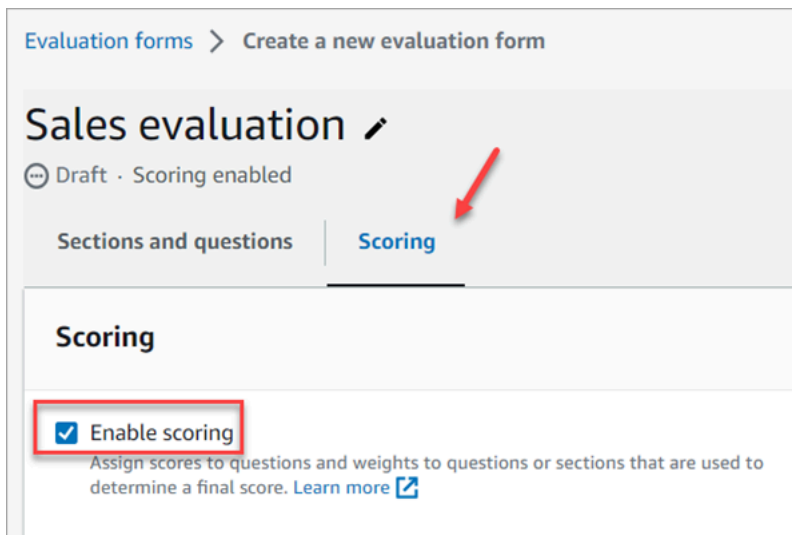 Evaluation forms > Create a new evaluation form
Sales evaluation
Draft · Scoring enabled
Sections and questions Scoring
Scoring
Enable scoring
Assign scores to questions and weights to questions or sections that are used to
determine a final score. Learn more